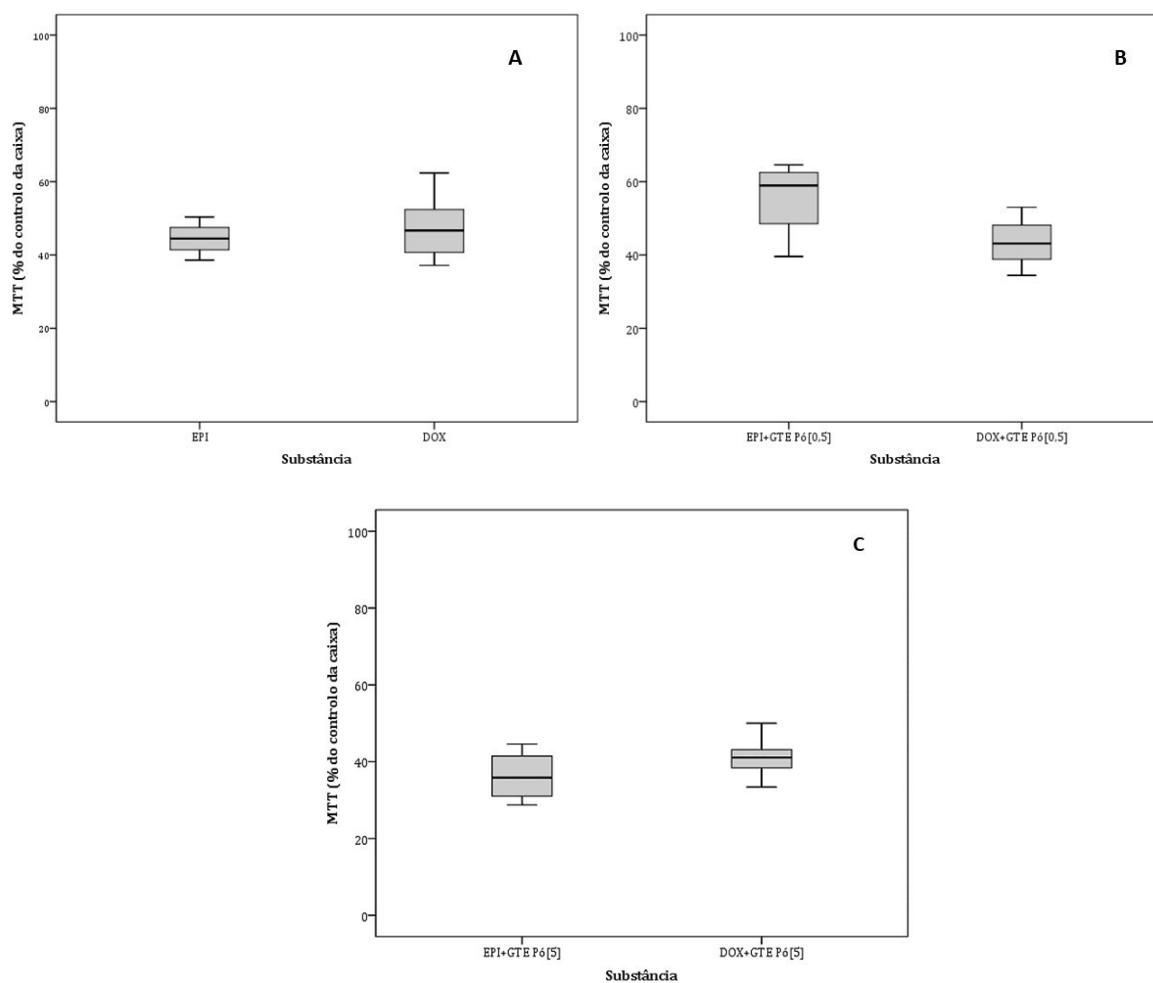 A
MTT (% do controlo da caixa)
100
80
60
40
20
0
EPI DOX
Substância
B
MTT (% do controlo da caixa)
100
80
60
40
20
0
EPI+GTE Pó[0,5] DOX+GTE Pó[0,5]
Substância
C
MTT (% do controlo da caixa)
100
80
60
40
20
0
EPI+GTE Pó[5] DOX+GTE Pó[5]
Substância